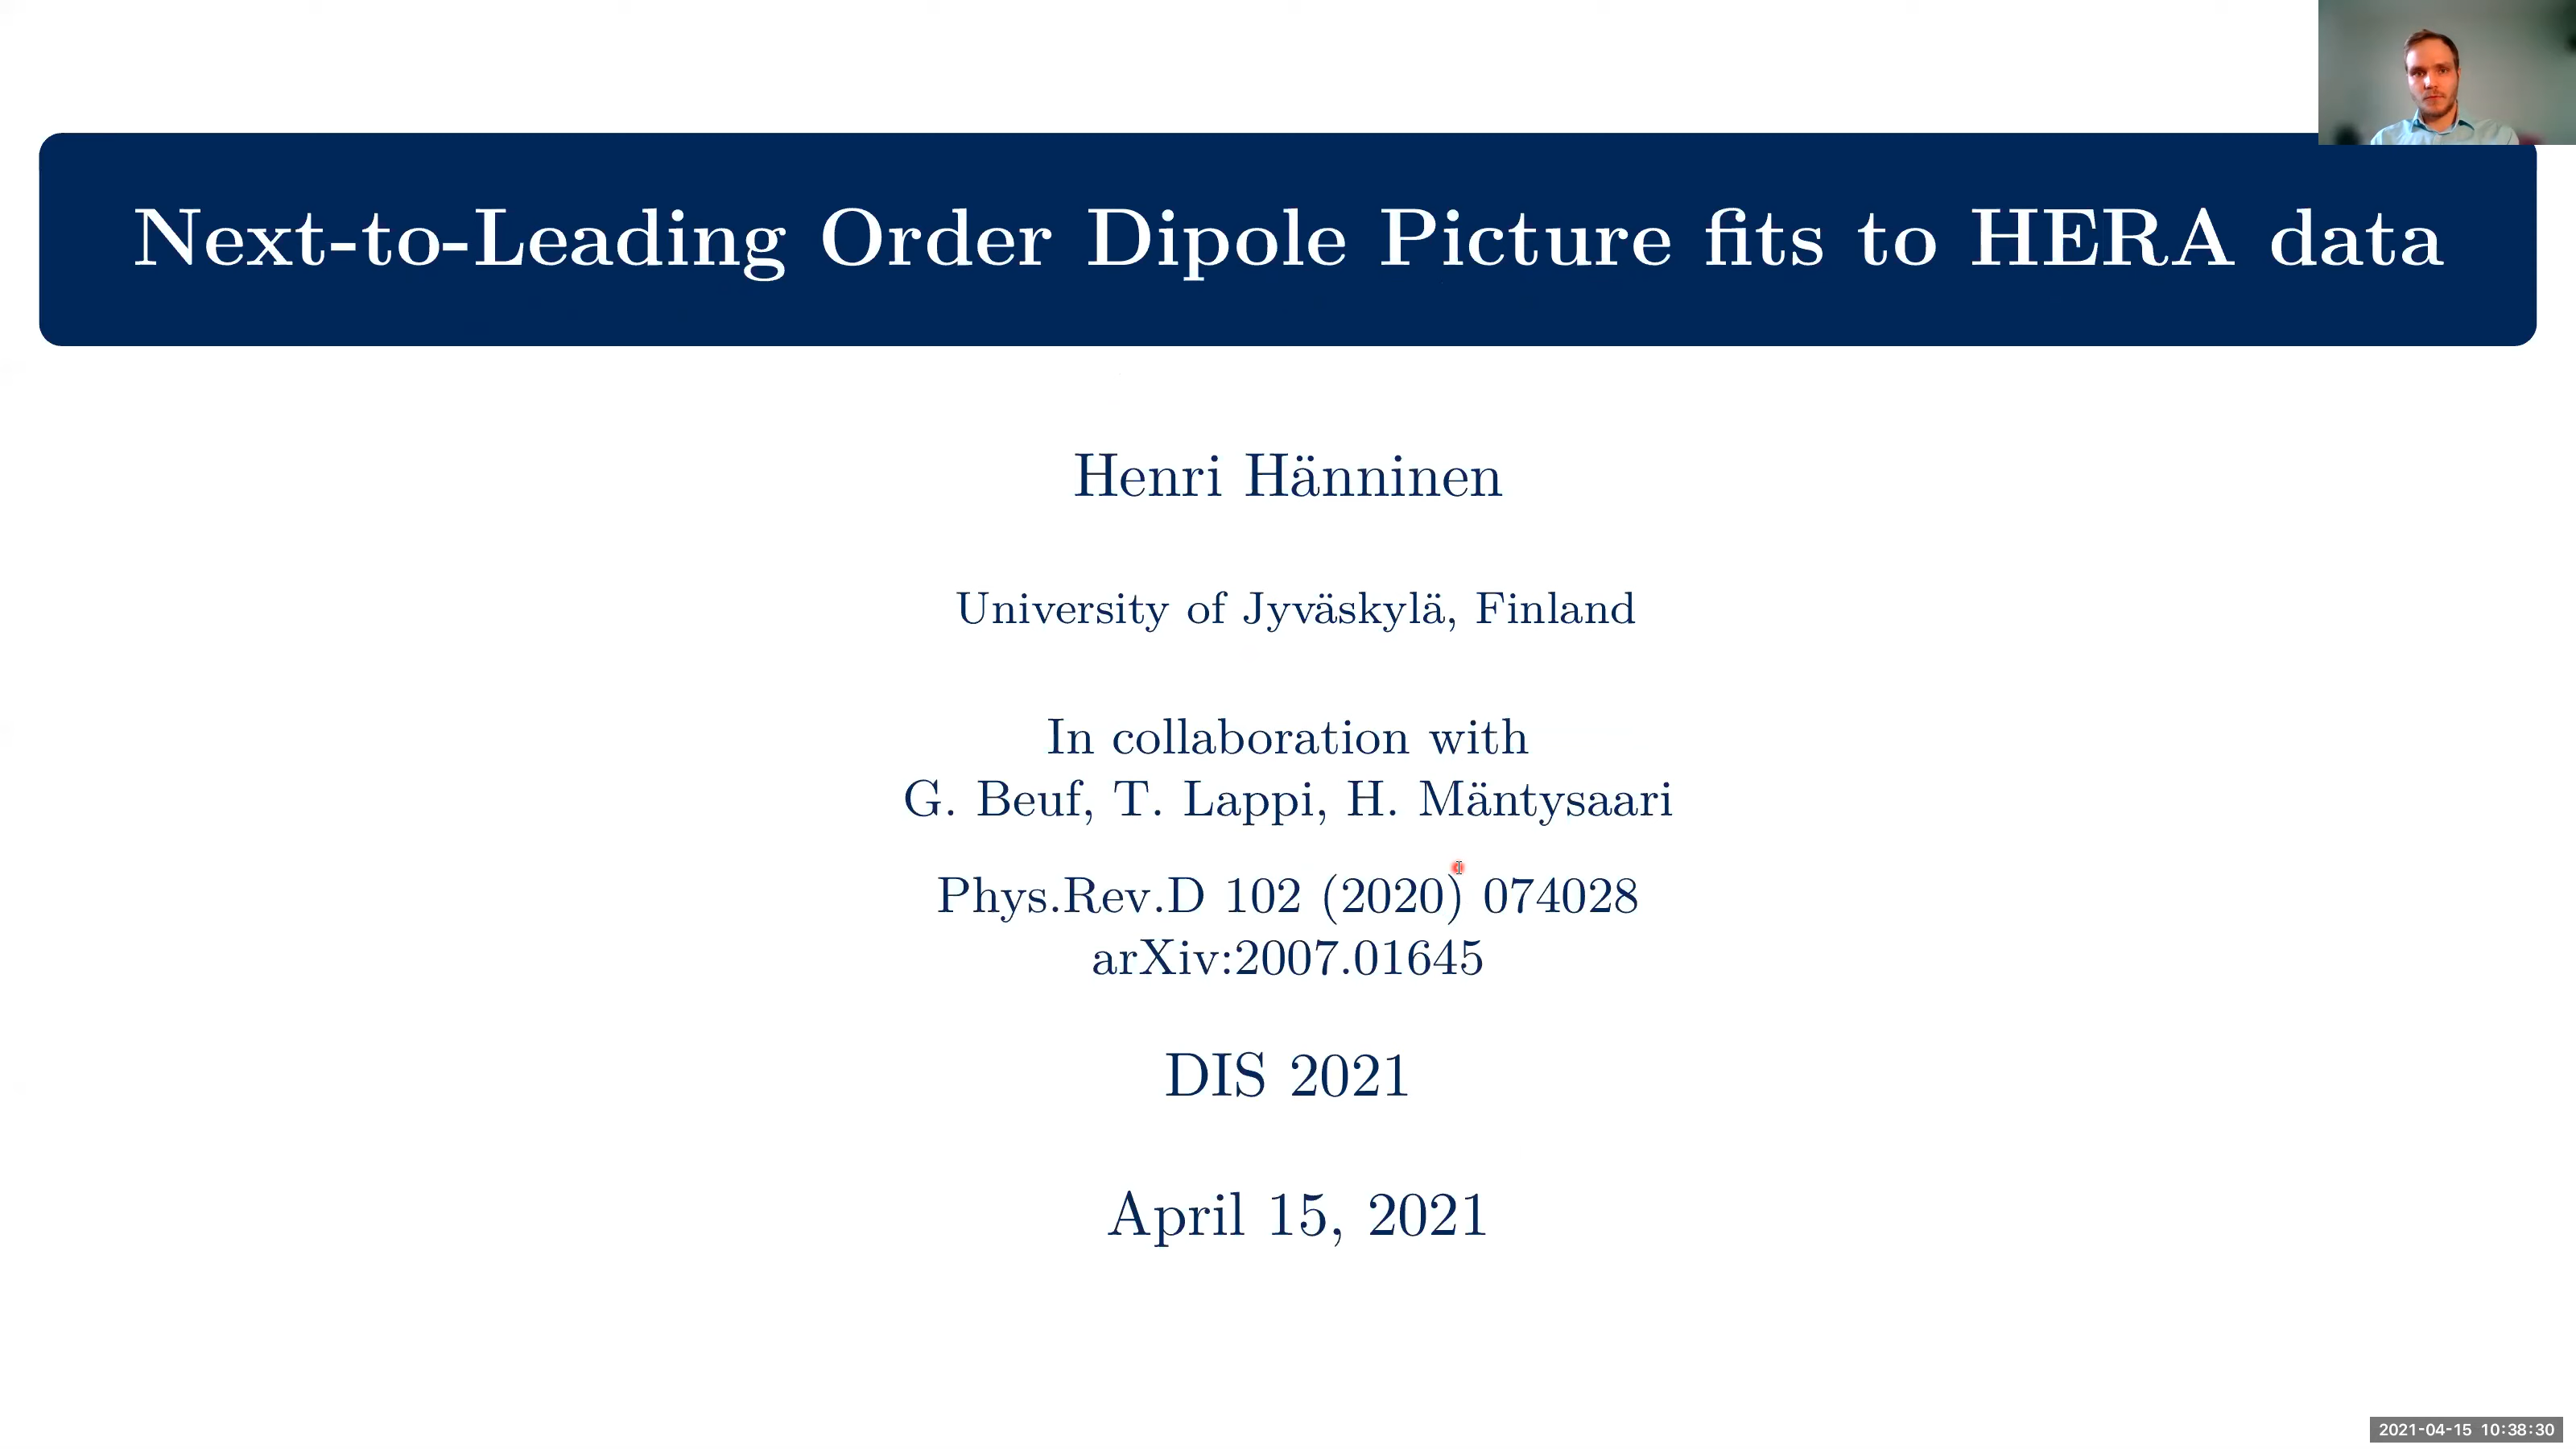 Next-to-Leading Order Dipole Picture fits to HERA data
Henri Hänninen
University of Jyväskylä, Finland
In collaboration with
G. Beuf, T. Lappi, H. Mäntysaari
Phys.Rev.D 102 (2020) 074028
arXiv:2007.01645
DIS 2021
April 15, 2021
2021-04-15 10:38:30